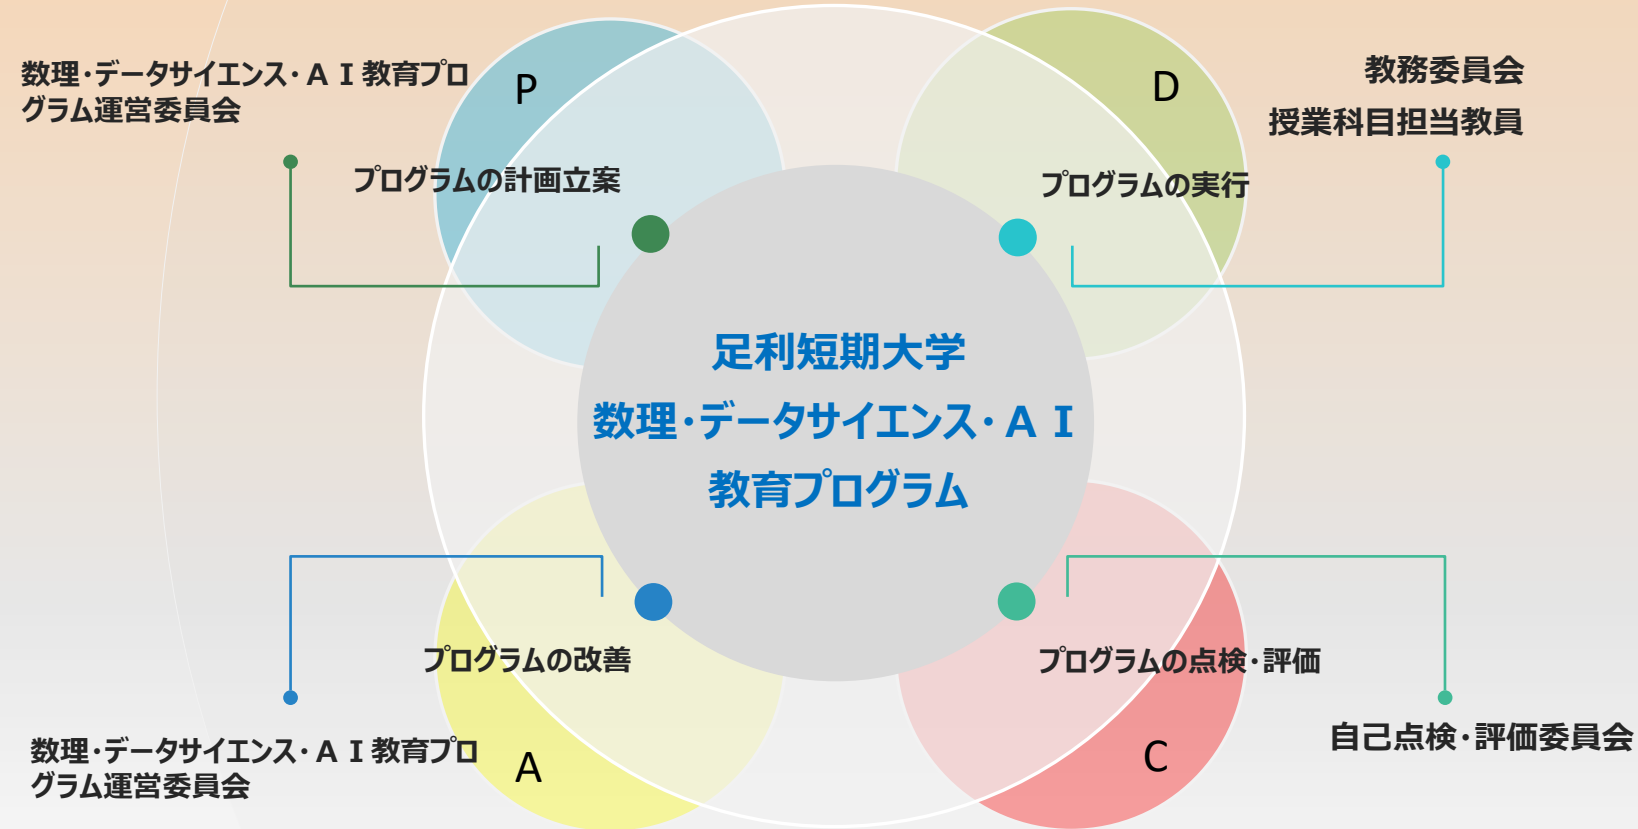 数理・データサイエンス・ＡＩ教育プロ
グラム運営委員会
P
プログラムの計画立案
D
教務委員会
授業科目担当教員
プログラムの実行
足利短期大学
数理・データサイエンス・ＡＩ
教育プログラム
プログラムの改善
数理・データサイエンス・ＡＩ教育プロ
グラム運営委員会
A
プログラムの点検・評価
自己点検・評価委員会
C